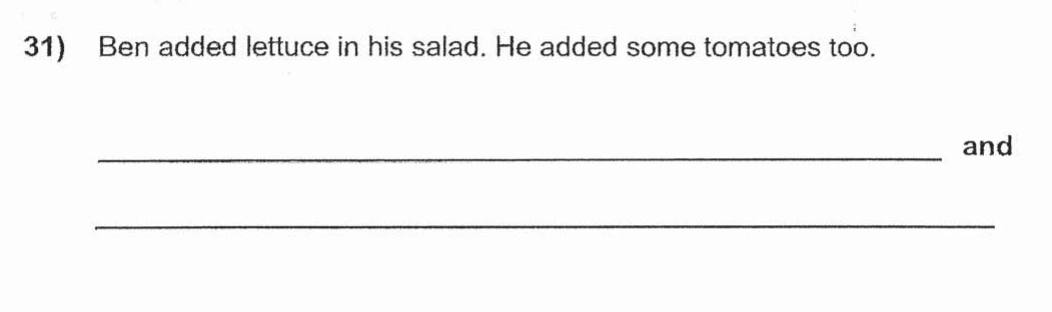 31) Ben added lettuce in his salad. He added some tomatoes too.
and